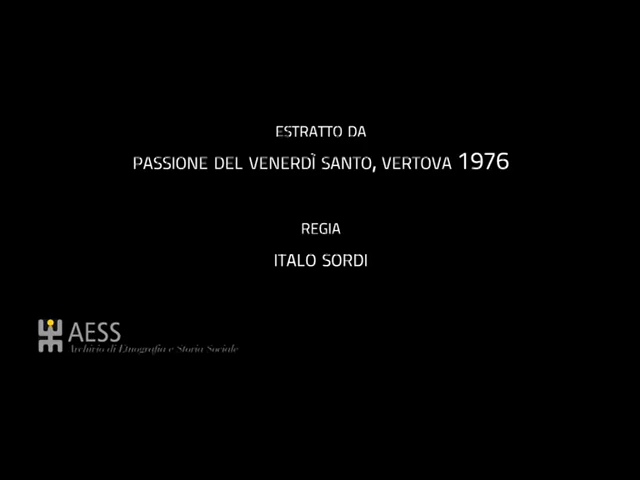 ESTRATTO DA
PASSIONE DEL VENERDÌ SANTO, VERTOVA 1976
REGIA
ITALO SORDI
AESS
Archivio di Etnografia e Storia Sociale